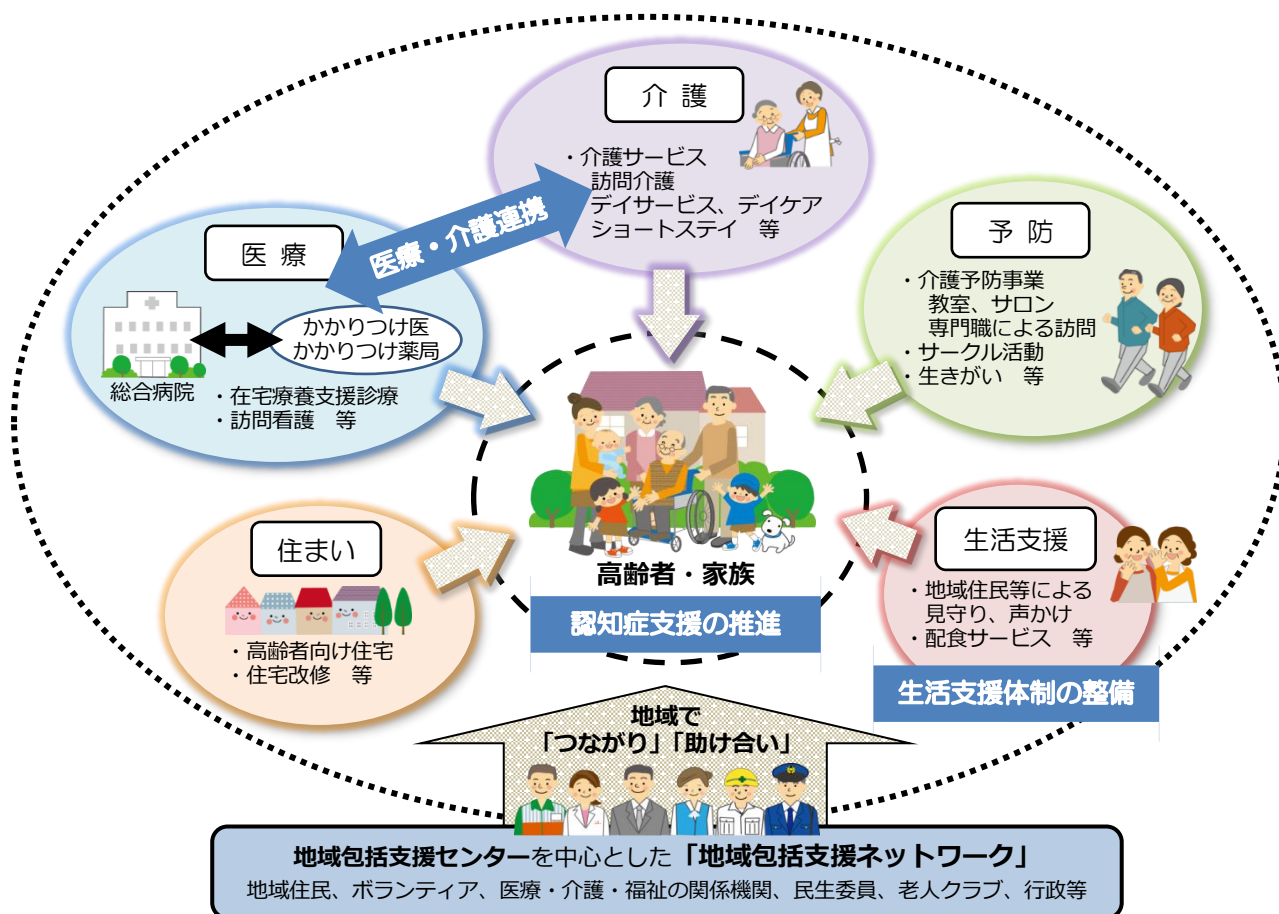 介 護
・介護サービス
訪問介護
デイサービス、デイケア
ショートステイ 等
医療・介護連携
医 療
かかりつけ医
かかりつけ薬局
総合病院
・在宅療養支援診療
・訪問看護 等
予 防
・介護予防事業
教室、サロン
専門職による訪問
・サークル活動
・生きがい 等
住まい
・高齢者向け住宅
・住宅改修 等
高齢者・家族
認知症支援の推進
生活支援
・地域住民等による
見守り、声かけ
・配食サービス 等
生活支援体制の整備
地域で
「つながり」「助け合い」
地域包括支援センターを中心とした「地域包括支援ネットワーク」
地域住民、ボランティア、医療・介護・福祉の関係機関、民生委員、老人クラブ、行政等